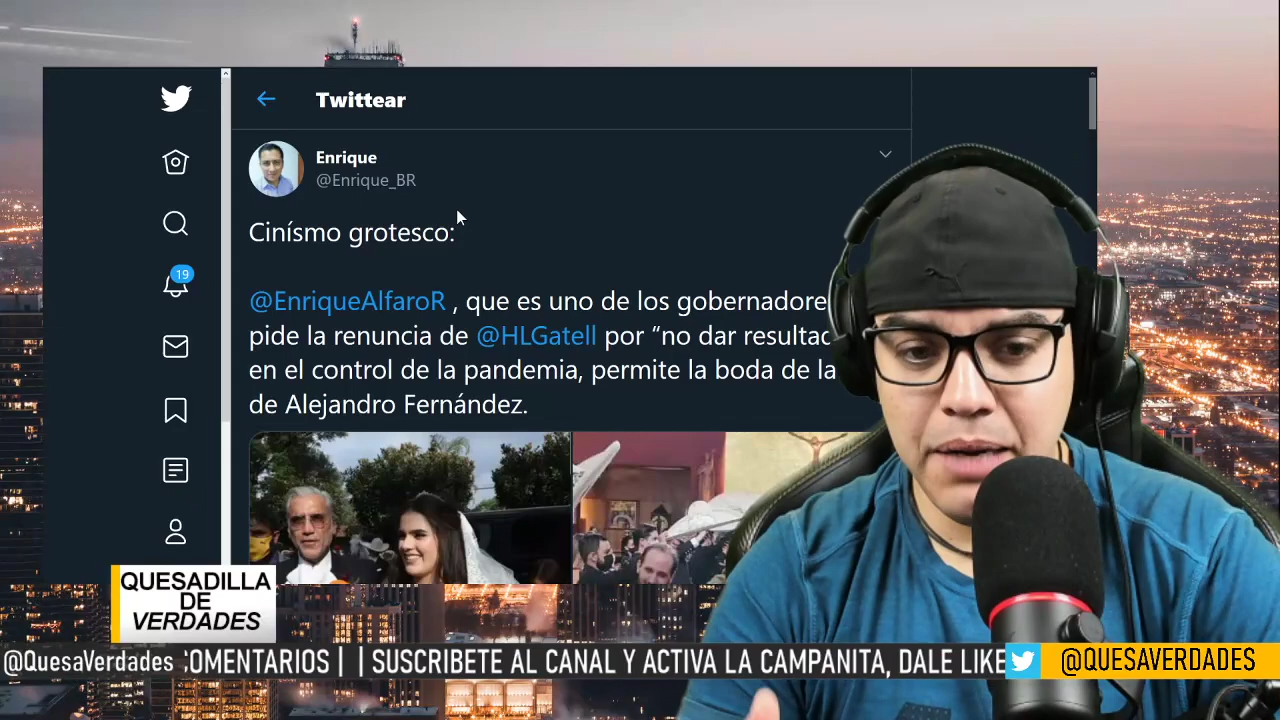 Twittear
Enrique
@Enrique_BR
Cinísmo grotesco:
@EnriqueAlfaroR , que es uno de los gobernadore
pide la renuncia de @HLGatell por “no dar resultad
en el control de la pandemia, permite la boda de la
de Alejandro Fernández.
19
QUESADILLA
DE
VERDADES
@QuesaVerdades COMENTARIOS | | SUSCRIBETE AL CANAL Y ACTIVA LA CAMPANITA, DALE LIKE
@QUESAVERDADES